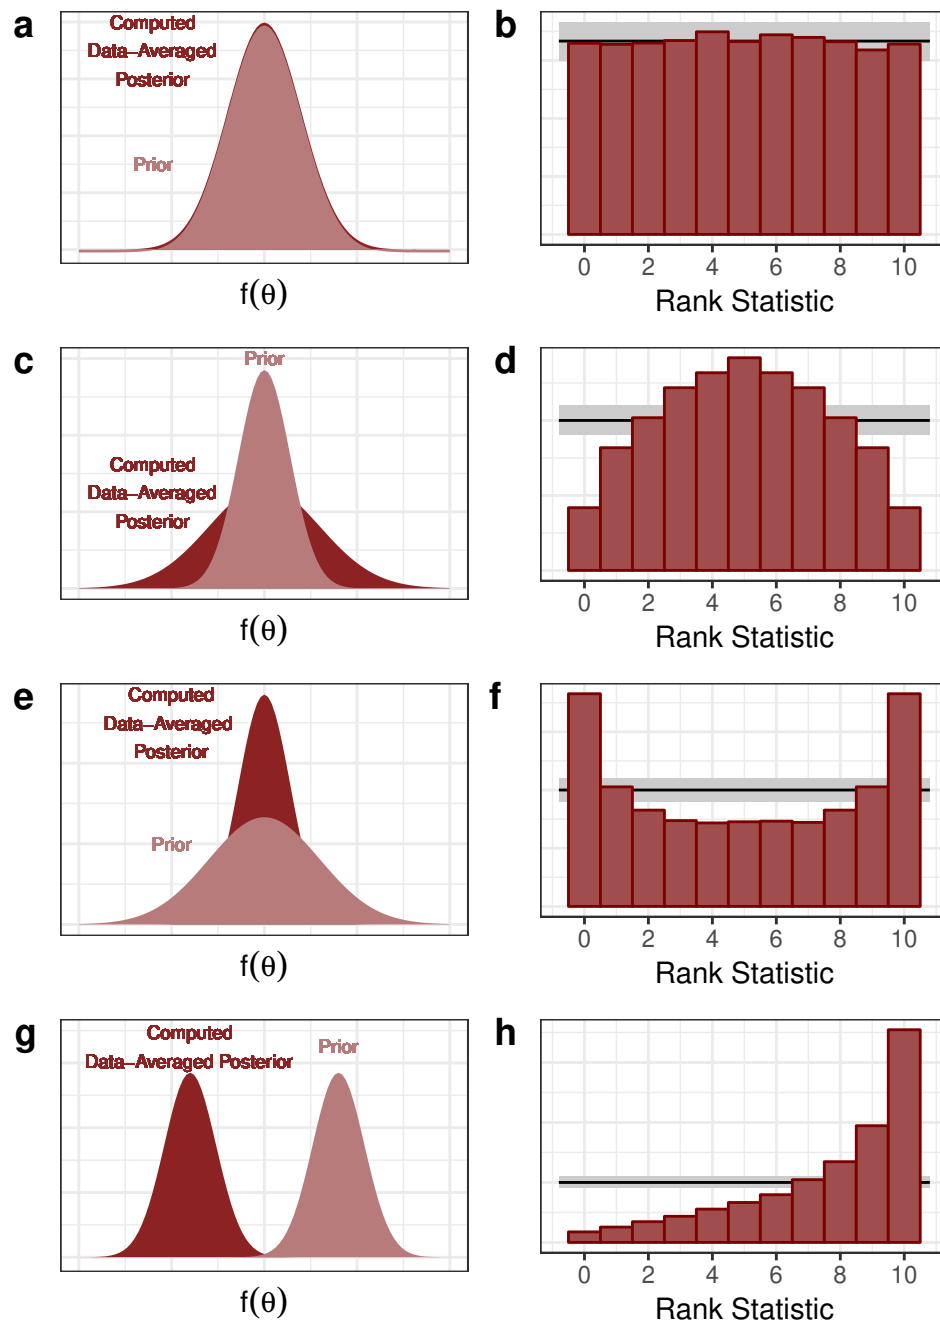 a
Computed
Data–Averaged
Posterior
Prior
f(θ)
b
0 2 4 6 8 10
Rank Statistic
c
Prior
Computed
Data–Averaged
Posterior
f(θ)
d
0 2 4 6 8 10
Rank Statistic
e
Computed
Data–Averaged
Posterior
Prior
f(θ)
f
0 2 4 6 8 10
Rank Statistic
g
Computed
Data–Averaged Posterior
Prior
f(θ)
h
0 2 4 6 8 10
Rank Statistic